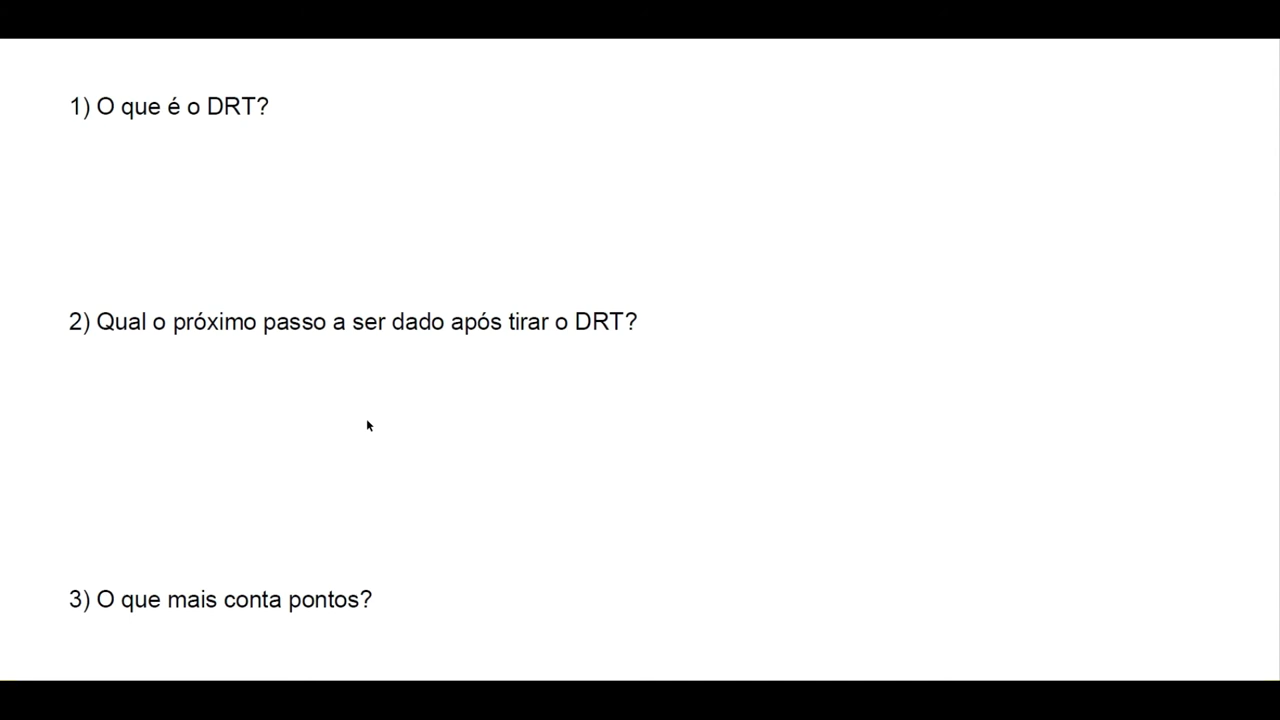 1) O que é o DRT?
2) Qual o próximo passo a ser dado após tirar o DRT?
3) O que mais conta pontos?